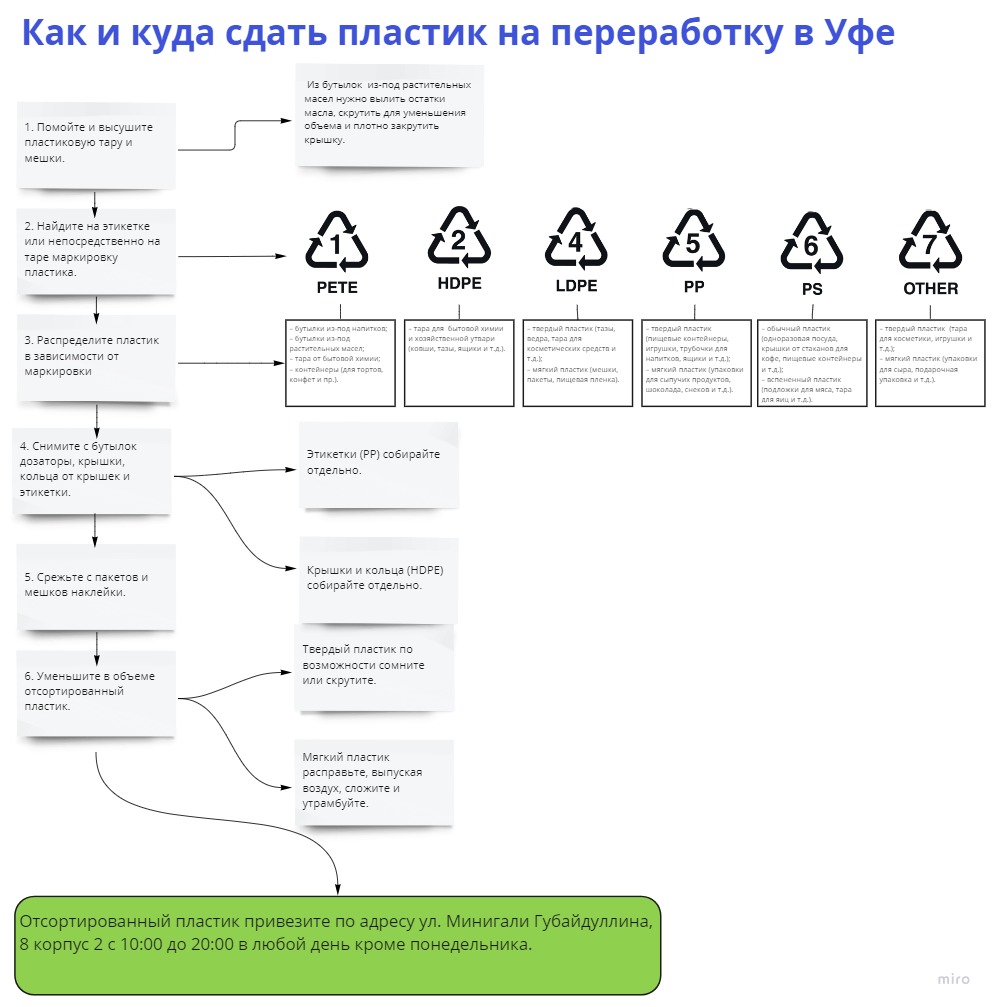 Как и куда сдать пластик на переработку в Уфе
Из бутылок из-под растительных
масел нужно вылить остатки
масла, скрутить для уменьшения
объема и плотно закрутить
крышку.
1. Помойте и высушите
пластиковую тару и
мешки.
2. Найдите на этикетке
или непосредственно на
таре маркировку
пластика.
1
PETE
2
HDPE
4
LDPE
5
PP
6
PS
7
OTHER
3. Распределите пластик
в зависимости от
маркировки
– бутылки из-под напитков;
– бутылки из-под
растительных масел;
– тара от бытовой химии;
– контейнеры (для тортов,
конфет и пр.).
– тара для бытовой химии
и хозяйственной утвари
(ковши, тазы, ящики и т.д.).
– твердый пластик (тазы,
ведра, тара для
косметических средств и
т.д.);
– мягкий пластик (мешки,
пакеты, пищевая пленка).
– твердый пластик
(пищевые контейнеры,
игрушки, трубочки для
напитков, ящики и т.д.);
– мягкий пластик (упаковки
для сыпучих продуктов,
шоколада, снеков и т.д.).
– обычный пластик
(одноразовая посуда,
крышки от стаканов для
кофе, пищевые контейнеры
и т.д.);
– вспененный пластик
(подложки для мяса, тара
для яиц и т.д.).
– твердый пластик (тара
для косметики, игрушки и
т.д.);
– мягкий пластик (упаковки
для сыра, подарочная
упаковка и т.д.).
4. Снимите с бутылок
дозаторы, крышки,
кольца от крышек и
этикетки.
Этикетки (PP) собирайте
отдельно.
Крышки и кольца (HDPE)
собирайте отдельно.
5. Срежьте с пакетов и
мешков наклейки.
6. Уменьшите в объеме
отсортированный
пластик.
Твердый пластик по
возможности сомните
или скрутите.
Мягкий пластик
расправьте, выпуская
воздух, сложите и
утрамбуйте.
Отсортированный пластик привезите по адресу ул. Минигали Губайдуллина,
8 корпус 2 с 10:00 до 20:00 в любой день кроме понедельника.
miro